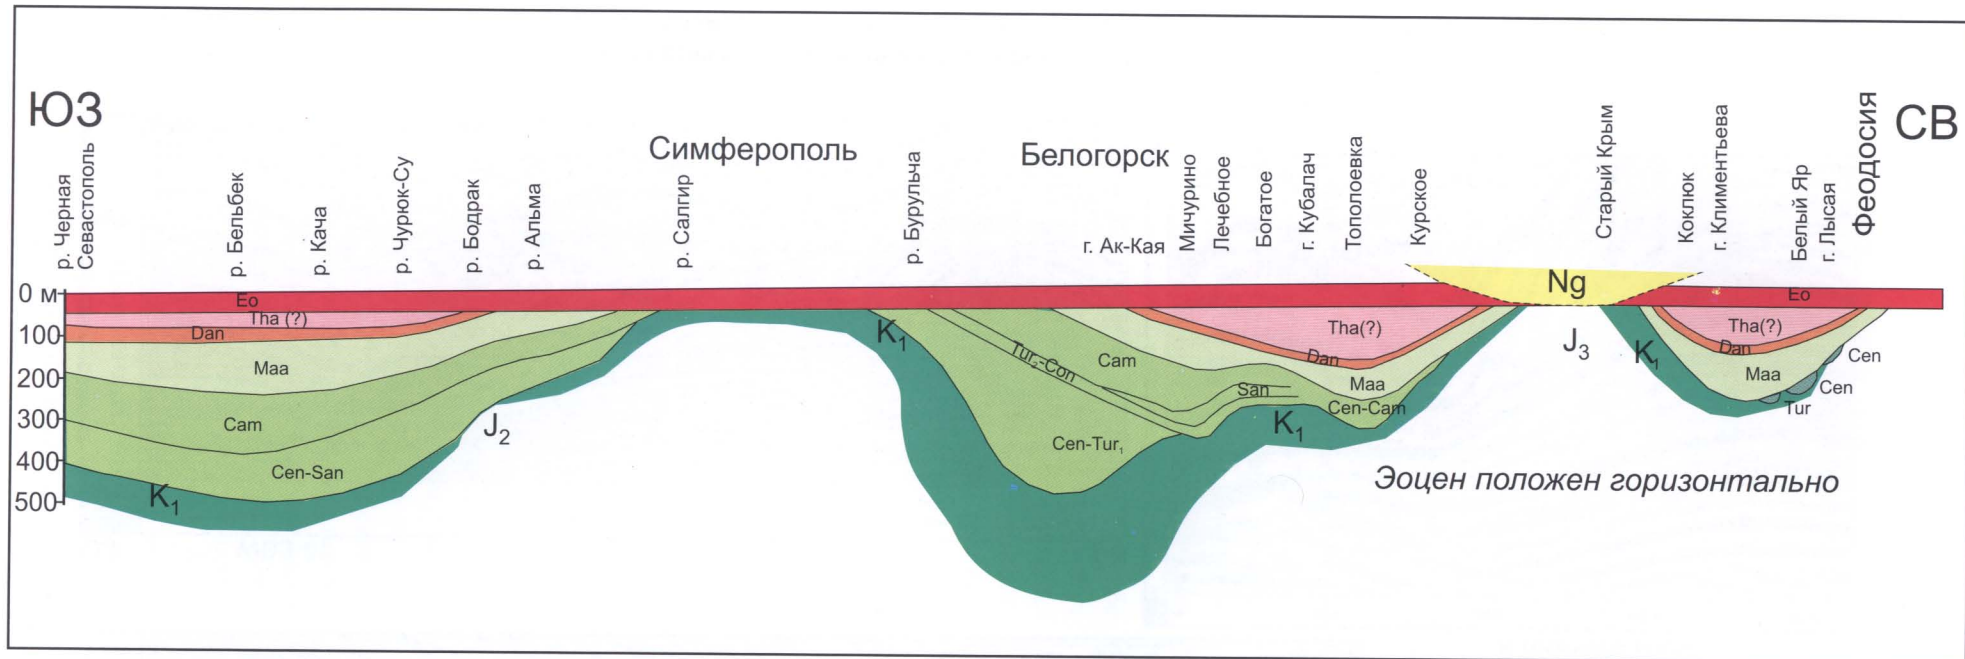 ЮЗ
СВ
р. Черная
Севастополь
р. Бельбек
р. Кача
р. Чурюк-Су
р. Бодрак
р. Альма
Симферополь
р. Салгир
р. Бурульча
Белогорск
г. Ак-Кая
Мичурино
Лечебное
Богатое
г. Кубалач
Тополевка
Курское
Старый Крым
Коклюк
г. Климентьева
Белый Яр
г. Лысая
Феодосия
0 м
100
200
300
400
500
Eo
Tha (?)
Dan
Maa
Cam
Cen-San
K₁
J₂
K₁
Tur₂-Con
Cam
Cen-Tur₁
San
K₁
Tha(?)
Dan
Maa
Cen-Cam
Ng
J₃
K₁
Eo
Tha(?)
Dan
Maa
Cen
Cen
Tur
Эоцен положен горизонтально